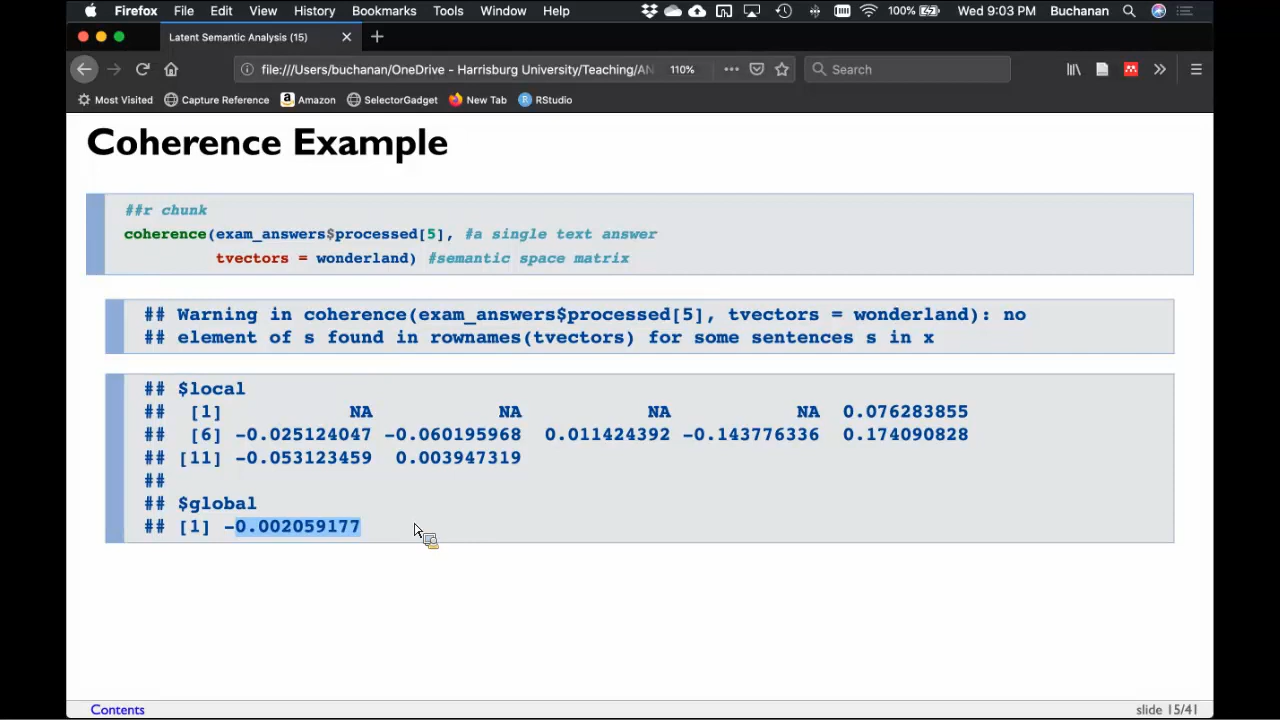 Firefox File Edit View History Bookmarks Tools Window Help 100% Wed 9:03 PM Buchanan
Latent Semantic Analysis (15)
file:///Users/buchanan/OneDrive - Harrisburg University/Teaching/AN 110% Search
Most Visited Capture Reference Amazon SelectorGadget New Tab RStudio
Coherence Example
##r chunk
coherence(exam_answers$processed[5], #a single text answer
tvectors = wonderland) #semantic space matrix
## Warning in coherence(exam_answers$processed[5], tvectors = wonderland): no
## element of s found in rownames(tvectors) for some sentences s in x
## $local
## [1] NA NA NA NA 0.076283855
## [6] -0.025124047 -0.060195968 0.011424392 -0.143776336 0.174090828
## [11] -0.053123459 0.003947319
##
## $global
## [1] -0.002059177
Contents slide 15/41